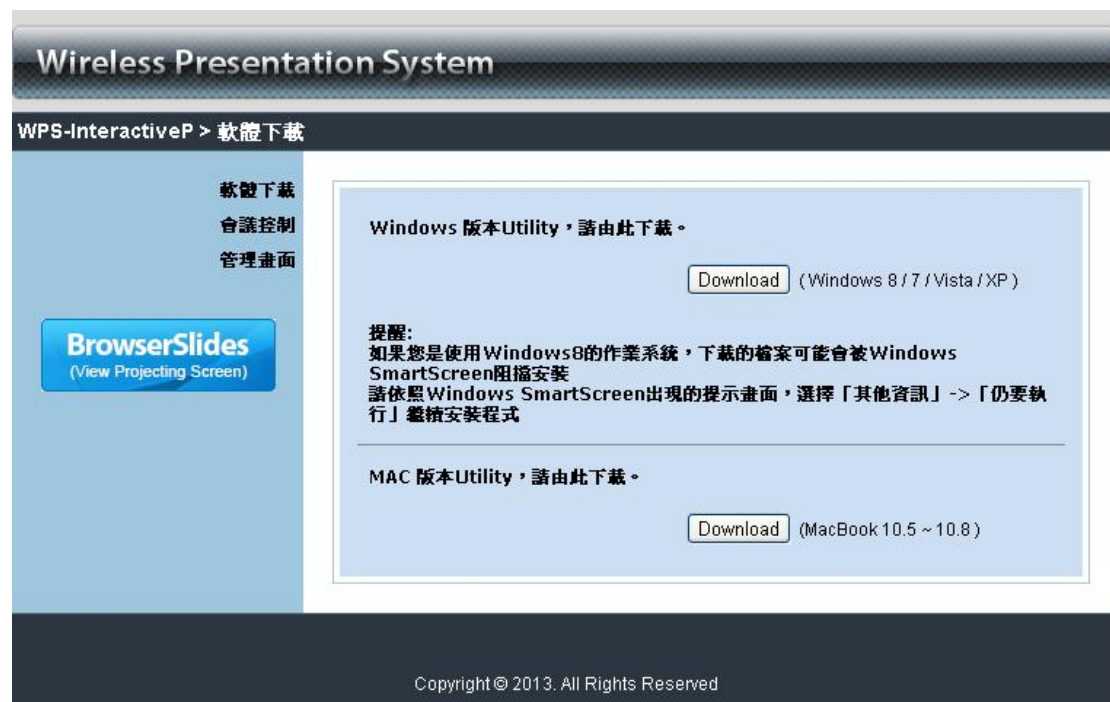 Wireless Presentation System
WPS-InteractiveP > 軟體下載
軟體下載
會議控制
管理畫面
BrowserSlides
(View Projecting Screen)
Windows 版本Utility，請由此下載。
Download ( Windows 8 / 7 / Vista / XP )
提醒:
如果您是使用Windows8的作業系統，下載的檔案可能會被Windows
SmartScreen阻擋安裝
請依照Windows SmartScreen出現的提示畫面，選擇「其他資訊」->「仍要執
行」繼續安裝程式
MAC 版本Utility，請由此下載。
Download (MacBook 10.5 ~ 10.8 )
Copyright © 2013. All Rights Reserved